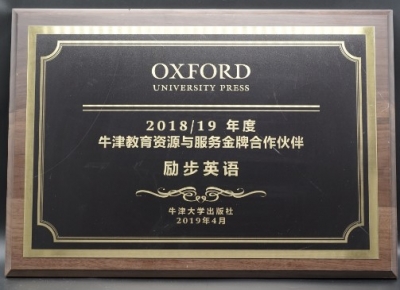 OXFORD
UNIVERSITY PRESS
2018/19 年度
牛津教育资源与服务金牌合作伙伴
励步英语
牛津大学出版社
2019年4月